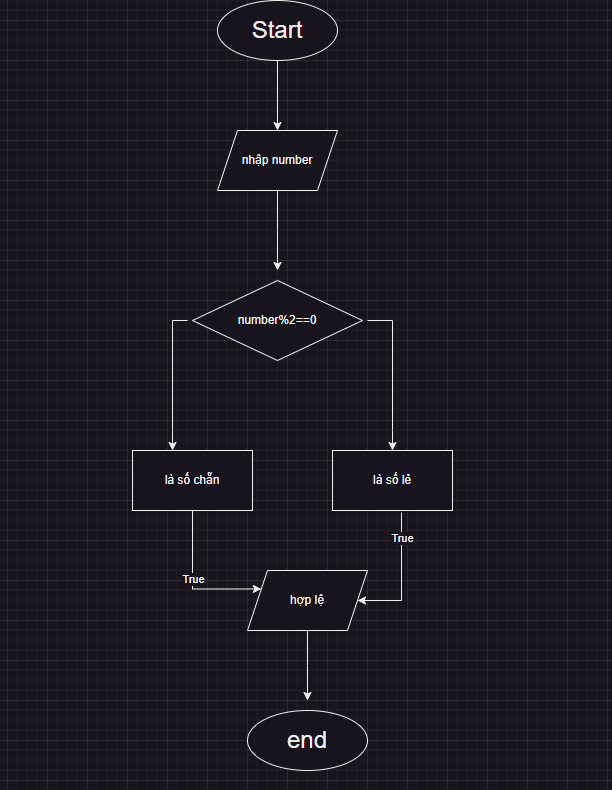 Start
nhập number
number%2==0
là số chẵn
là số lẻ
True
True
hợp lệ
end